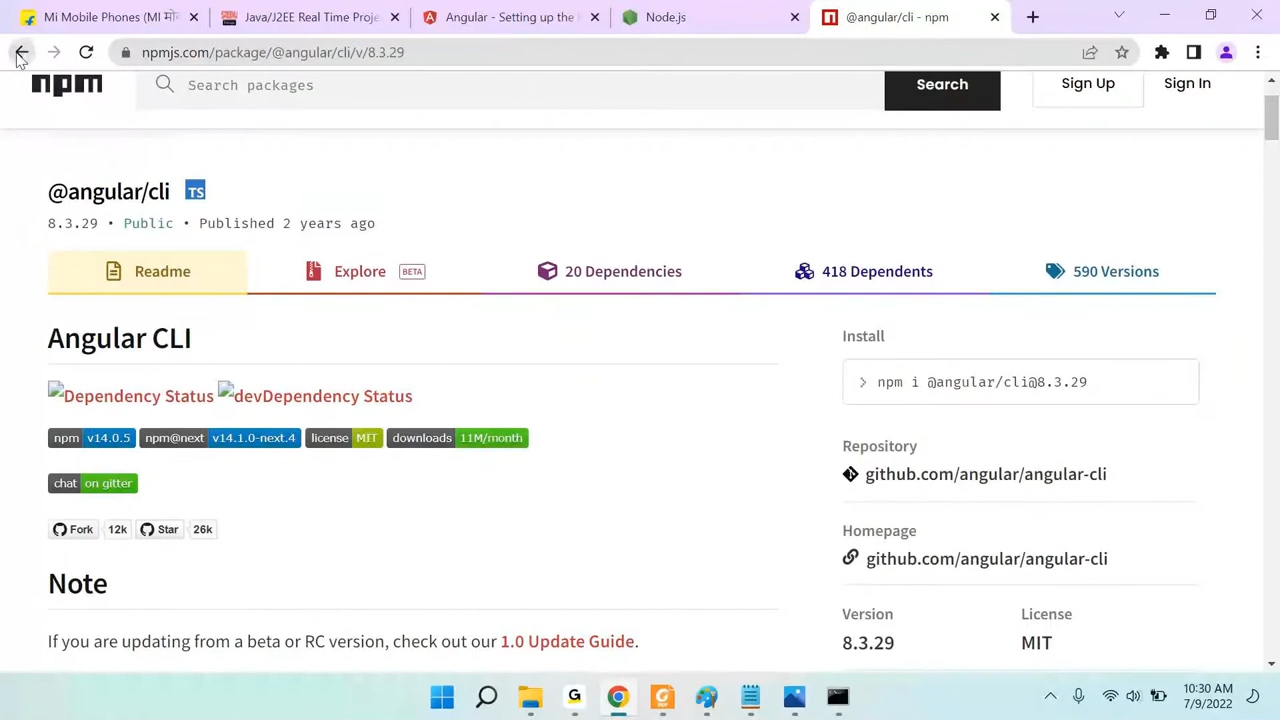 Mi Mobile Phones (MI मो
Java/J2EE Real Time Proje
Angular - Setting up the
Node.js
@angular/cli - npm
npmjs.com/package/@angular/cli/v/8.3.29
npm
Search packages
Search
Sign Up
Sign In
@angular/cli TS
8.3.29 • Public • Published 2 years ago
Readme
Explore BETA
20 Dependencies
418 Dependents
590 Versions
Angular CLI
Install
Dependency Status devDependency Status
> npm i @angular/cli@8.3.29
npm v14.0.5 npm@next v14.1.0-next.4 license MIT downloads 11M/month
Repository
github.com/angular/angular-cli
chat on gitter
Fork 12k Star 26k
Homepage
github.com/angular/angular-cli
Note
Version
License
If you are updating from a beta or RC version, check out our 1.0 Update Guide.
8.3.29
MIT
10:30 AM
7/9/2022